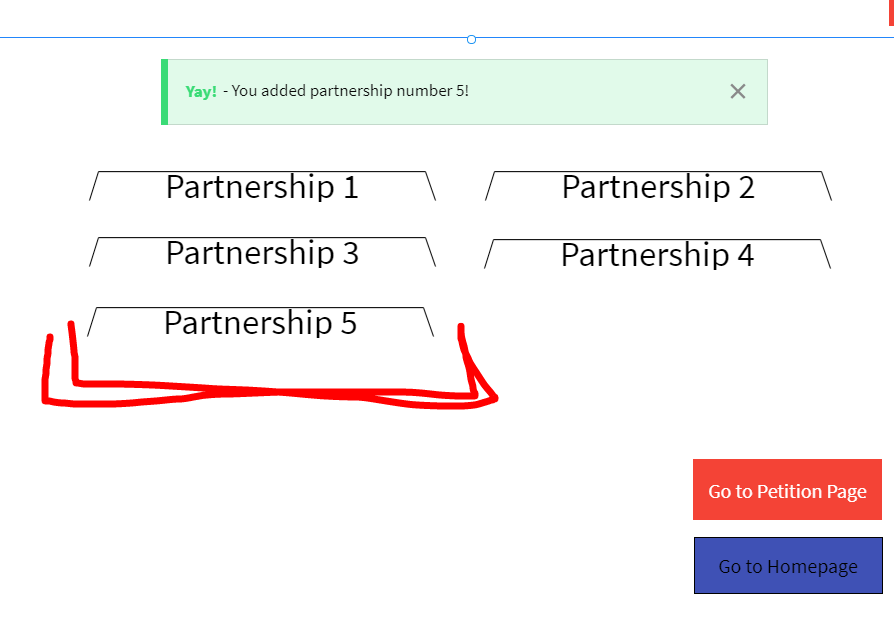 Yay! - You added partnership number 5!
Partnership 1
Partnership 2
Partnership 3
Partnership 4
Partnership 5
Go to Petition Page
Go to Homepage